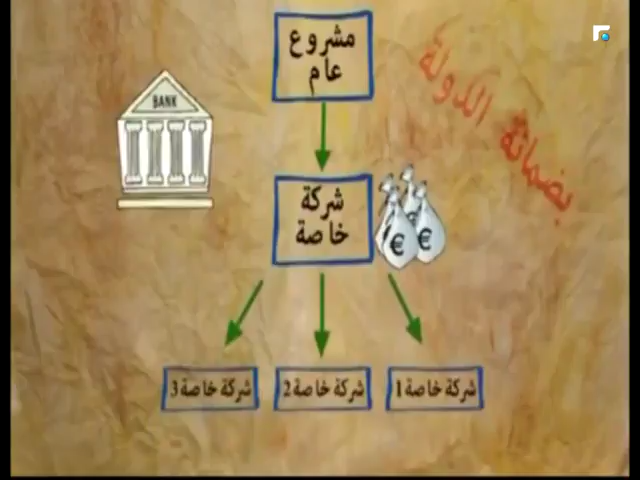 مشروع
عام
بضمانة الدولة
BANK
شركة
خاصة
€ €
شركة خاصة 1
شركة خاصة 2
شركة خاصة 3